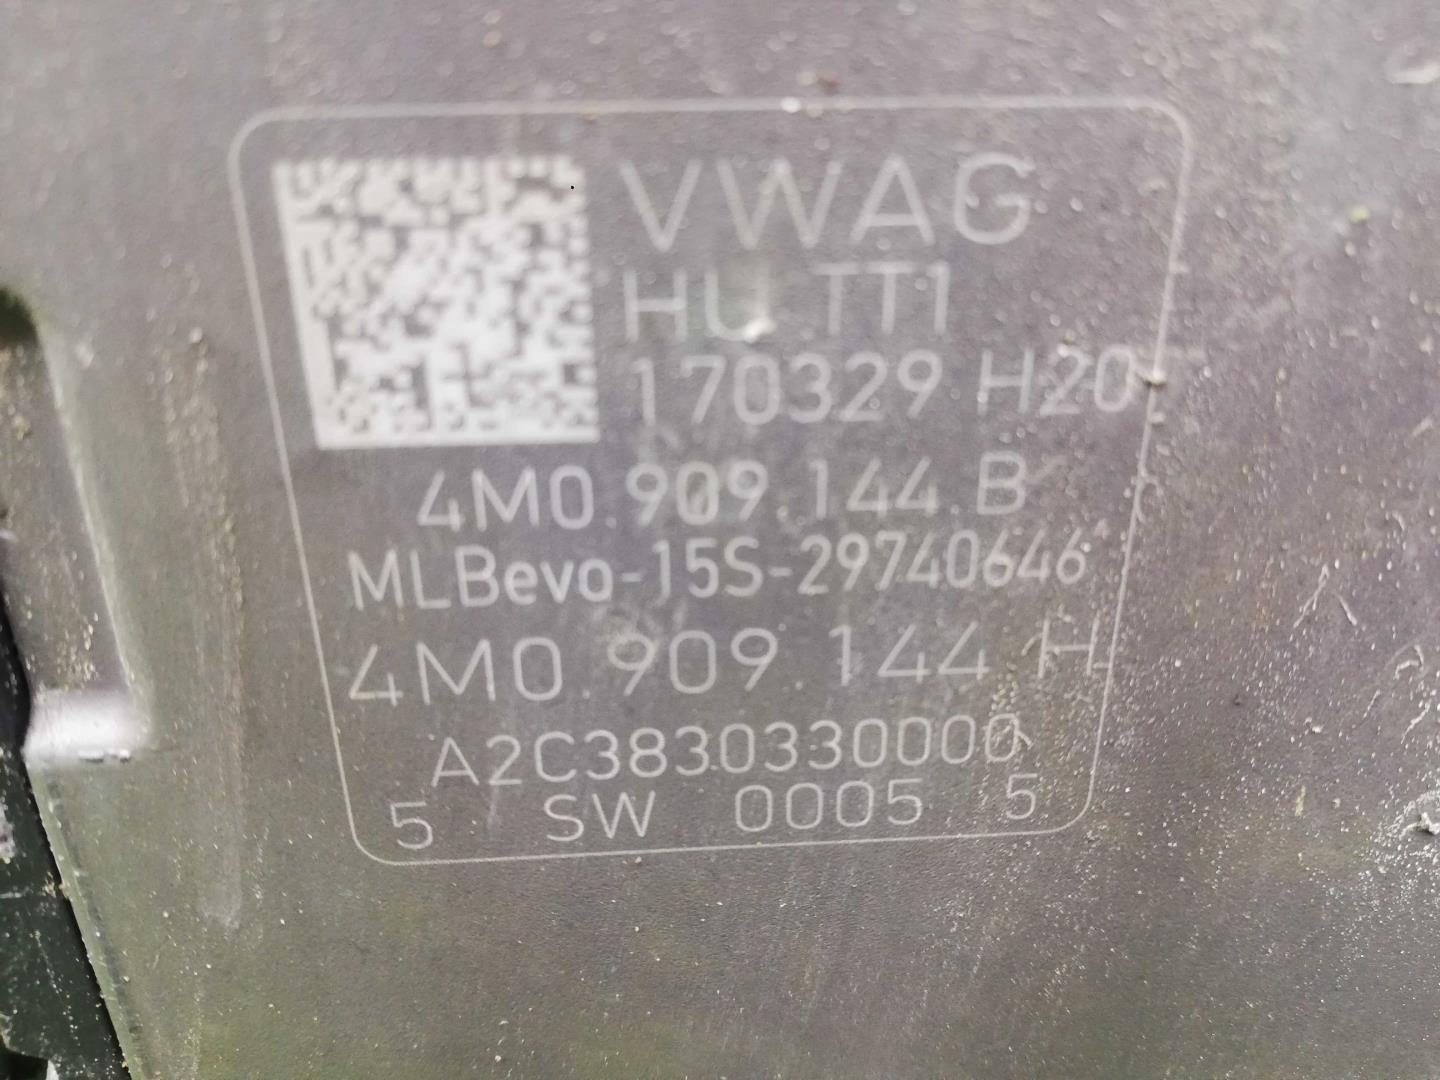 VWAG
HU TT1
170329 H20
4M0.909.144.B
MLBevo-15S-29740646
4M0.909.144 H
A2C3830330000
5 SW 0005 5